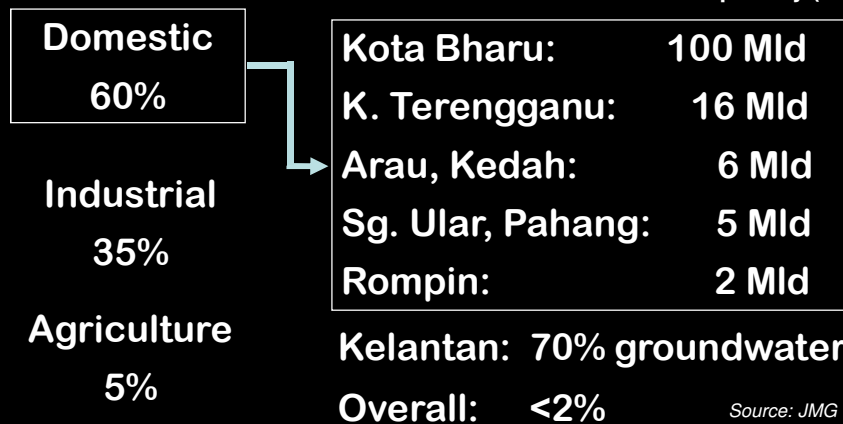 Domestic
60%
Industrial
35%
Agriculture
5%
Kota Bharu: 100 Mld
K. Terengganu: 16 Mld
Arau, Kedah: 6 Mld
Sg. Ular, Pahang: 5 Mld
Rompin: 2 Mld
Kelantan: 70% groundwater
Overall: <2%
Source: JMG